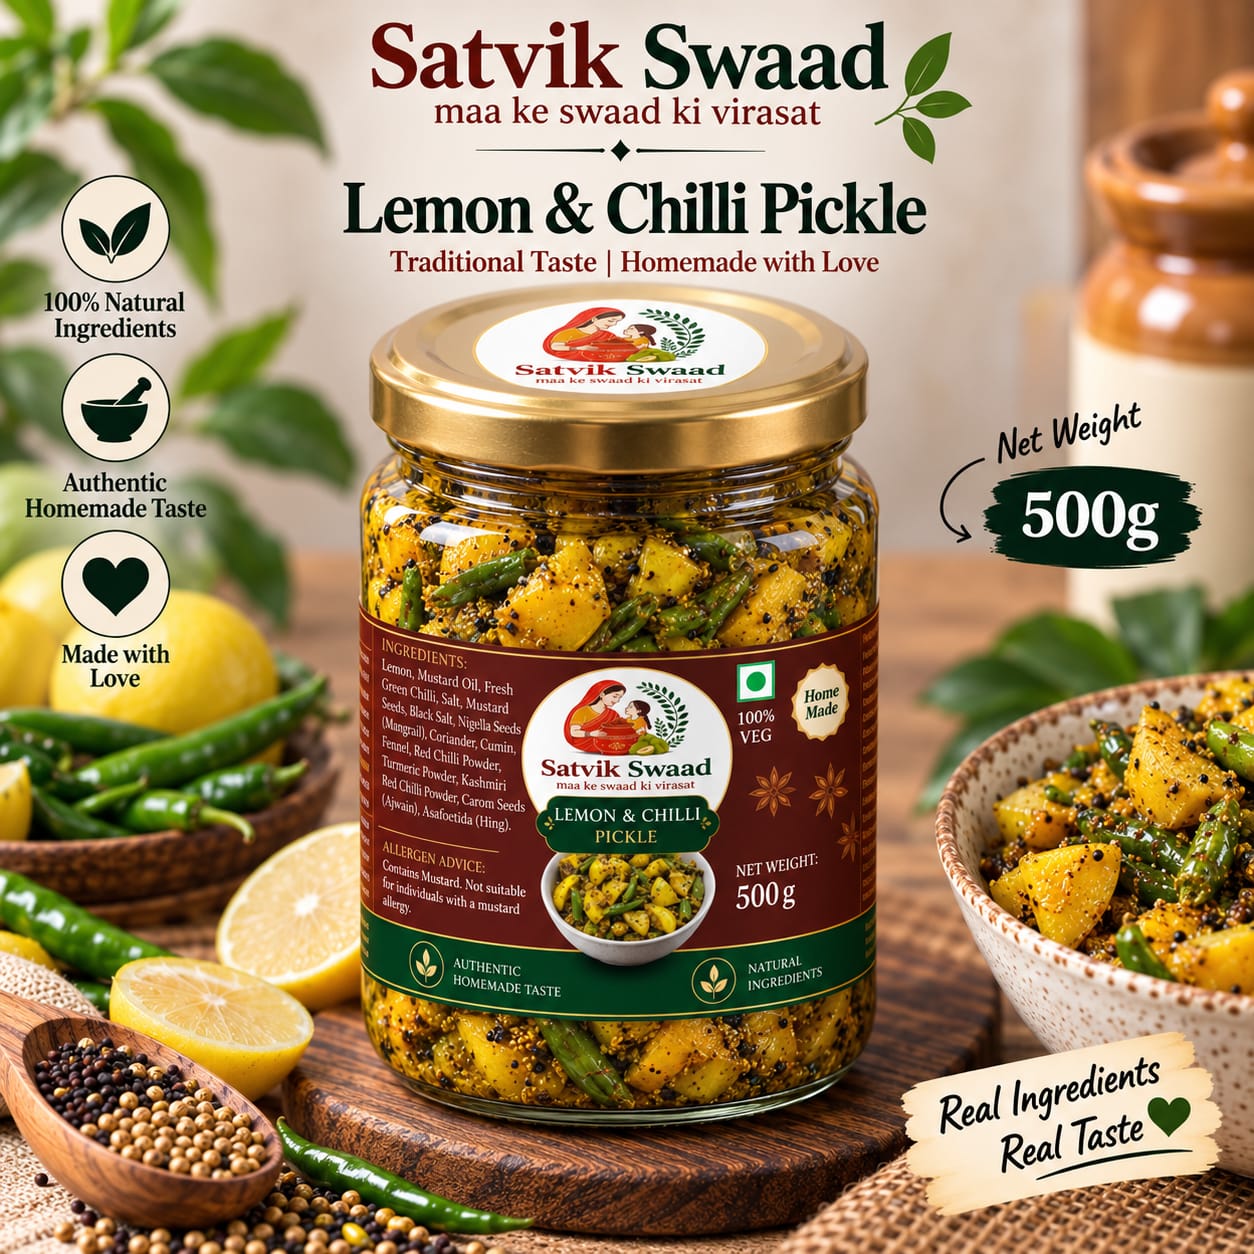 Satvik Swaad
maa ke swaad ki virasat
Lemon & Chilli Pickle
Traditional Taste | Homemade with Love
100% Natural
Ingredients
Authentic
Homemade Taste
Made with
Love
Net Weight
500g
Satvik Swaad
maa ke swaad ki virasat
INGREDIENTS:
Lemon, Mustard Oil, Fresh
Green Chilli, Salt, Mustard
Seeds, Black Salt, Nigella Seeds
(Mangrail), Coriander, Cumin,
Fennel, Red Chilli Powder,
Turmeric Powder, Kashmiri
Red Chilli Powder, Carom Seeds
(Ajwain), Asafoetida (Hing).
ALLERGEN ADVICE:
Contains Mustard. Not suitable
for individuals with a mustard
allergy.
Satvik Swaad
maa ke swaad ki virasat
LEMON & CHILLI
PICKLE
100%
VEG
Home
Made
NET WEIGHT:
500 g
AUTHENTIC
HOMEMADE TASTE
NATURAL
INGREDIENTS
Real Ingredients
Real Taste